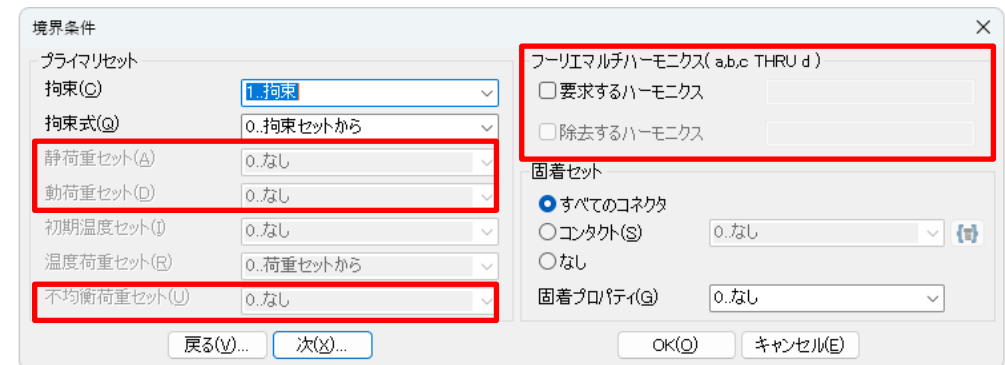 境界条件
プライマリセット
拘束(C) 1..拘束
拘束式(Q) 0..拘束セットから
静荷重セット(A) 0..なし
動荷重セット(D) 0..なし
初期温度セット(I) 0..なし
温度荷重セット(R) 0..荷重セットから
不均衡荷重セット(U) 0..なし
フーリエマルチハーモニクス( a,b,c THRU d )
要求するハーモニクス
除去するハーモニクス
固着セット
すべてのコネクタ
コンタクト(S) 0..なし
なし
固着プロパティ(G) 0..なし
戻る(V)... 次(X)... OK(O) キャンセル(E)